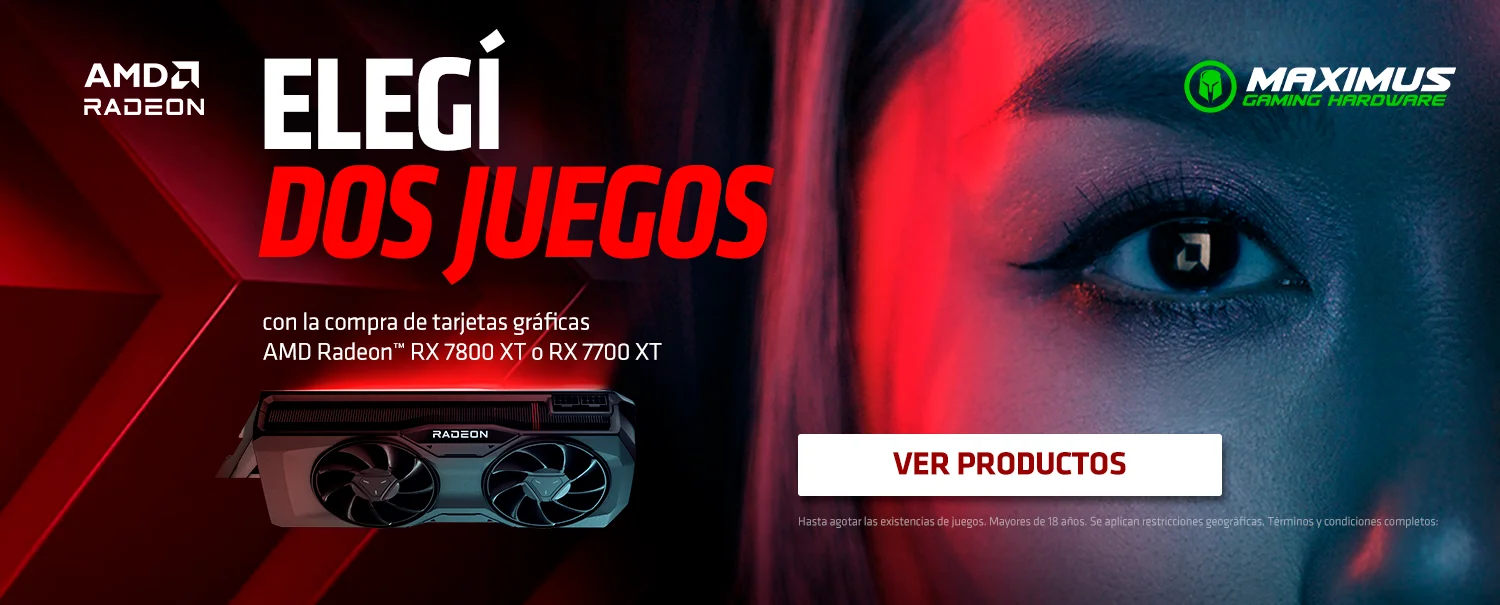 AMD
RADEON
ELEGÍ
DOS JUEGOS
con la compra de tarjetas gráficas
AMD Radeon™ RX 7800 XT o RX 7700 XT
RADEON
MAXIMUS
GAMING HARDWARE
VER PRODUCTOS
Hasta agotar las existencias de juegos. Mayores de 18 años. Se aplican restricciones geográficas. Términos y condiciones completos: